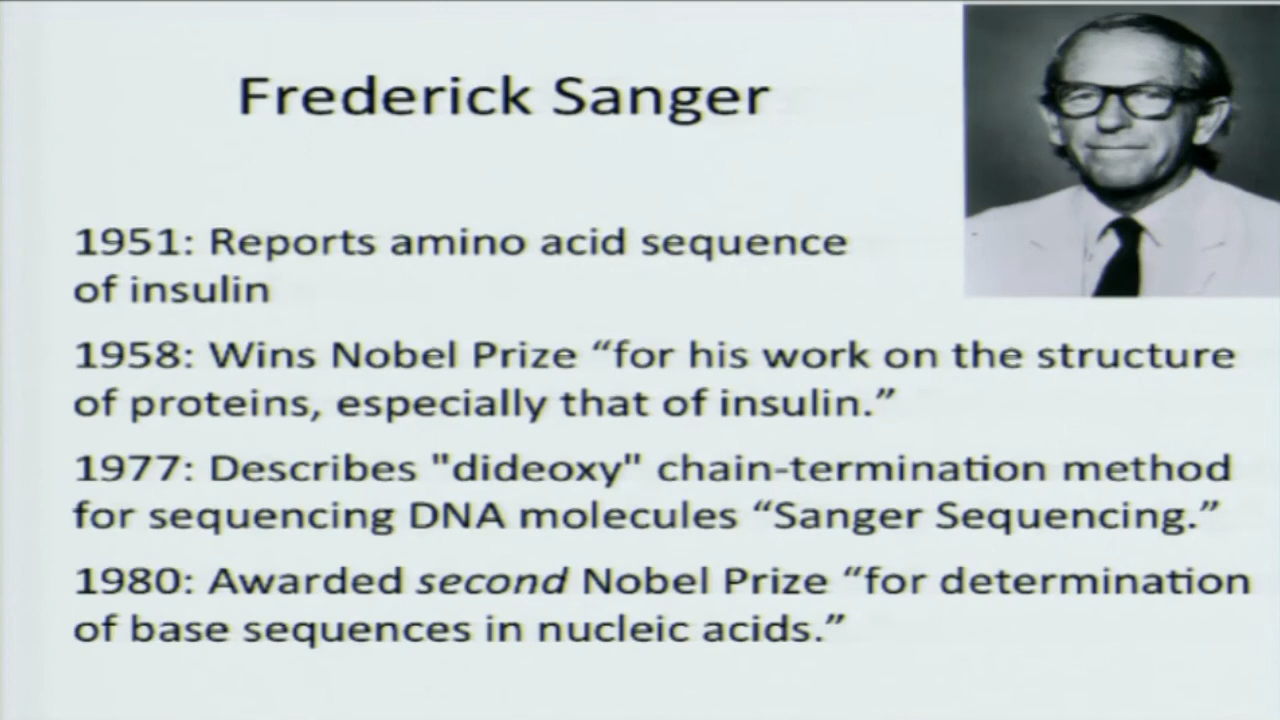 Frederick Sanger
1951: Reports amino acid sequence
of insulin
1958: Wins Nobel Prize “for his work on the structure
of proteins, especially that of insulin.”
1977: Describes "dideoxy" chain-termination method
for sequencing DNA molecules “Sanger Sequencing.”
1980: Awarded second Nobel Prize “for determination
of base sequences in nucleic acids.”